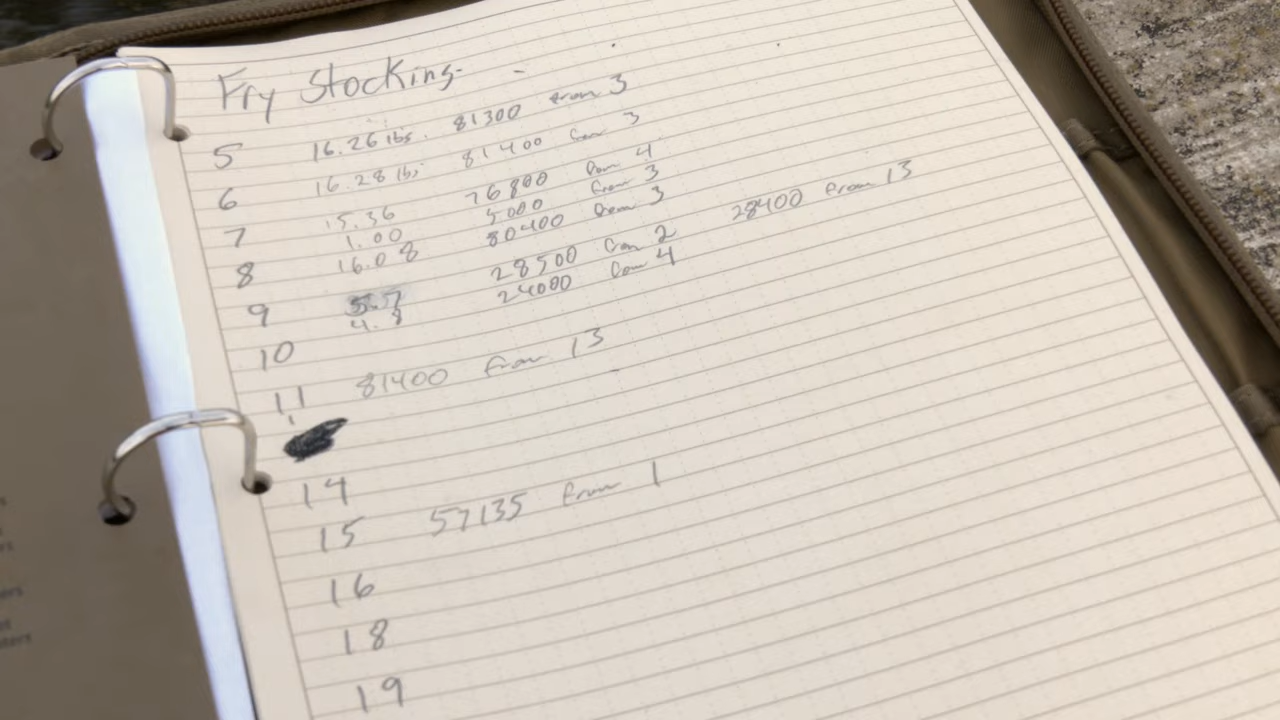 Fry Stocking
5 16.26 lbs. 81300 from 3
6 16.28 lbs 81400 from 3
7 15.36 76800 from 4
1.00 5000 from 3
8 16.08 80400 from 3
9 5.7 28500 from 2 28400 from 13
4.8 24000 from 4
10
11 81400 from 13
14
15 57135 from 1
16
18
19